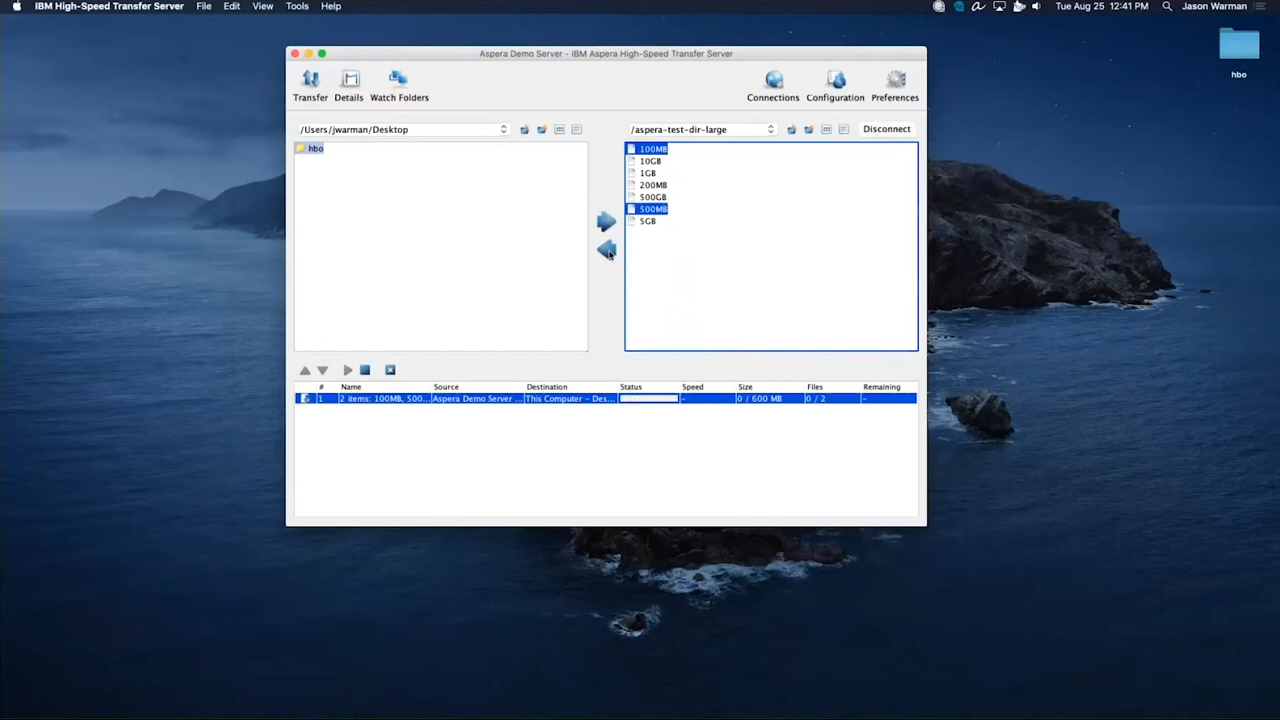 IBM High-Speed Transfer Server File Edit View Tools Help Tue Aug 25 12:41 PM Jason Warman
hbo
Aspera Demo Server - IBM Aspera High-Speed Transfer Server
Transfer Details Watch Folders Connections Configuration Preferences
/Users/jwarman/Desktop /aspera-test-dir-large Disconnect
hbo
100MB
10GB
1GB
200MB
500GB
500MB
5GB
# Name Source Destination Status Speed Size Files Remaining
1 2 items: 100MB, 500... Aspera Demo Server ... This Computer - Des... - 0 / 600 MB 0 / 2 -